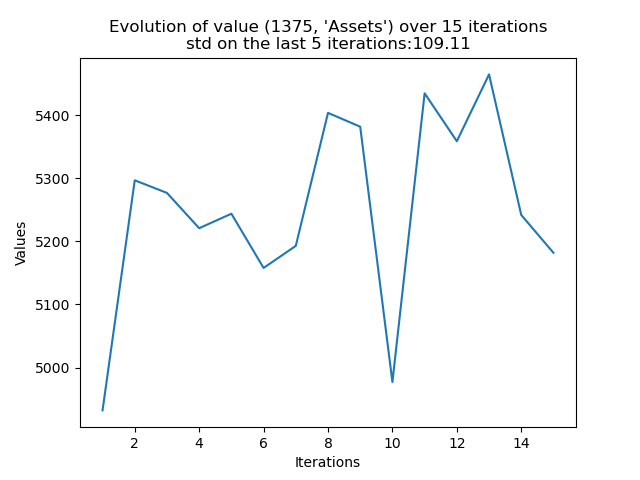 Evolution of value (1375, 'Assets') over 15 iterations
std on the last 5 iterations:109.11
5400
5300
5200
5100
5000
Values
2 4 6 8 10 12 14
Iterations